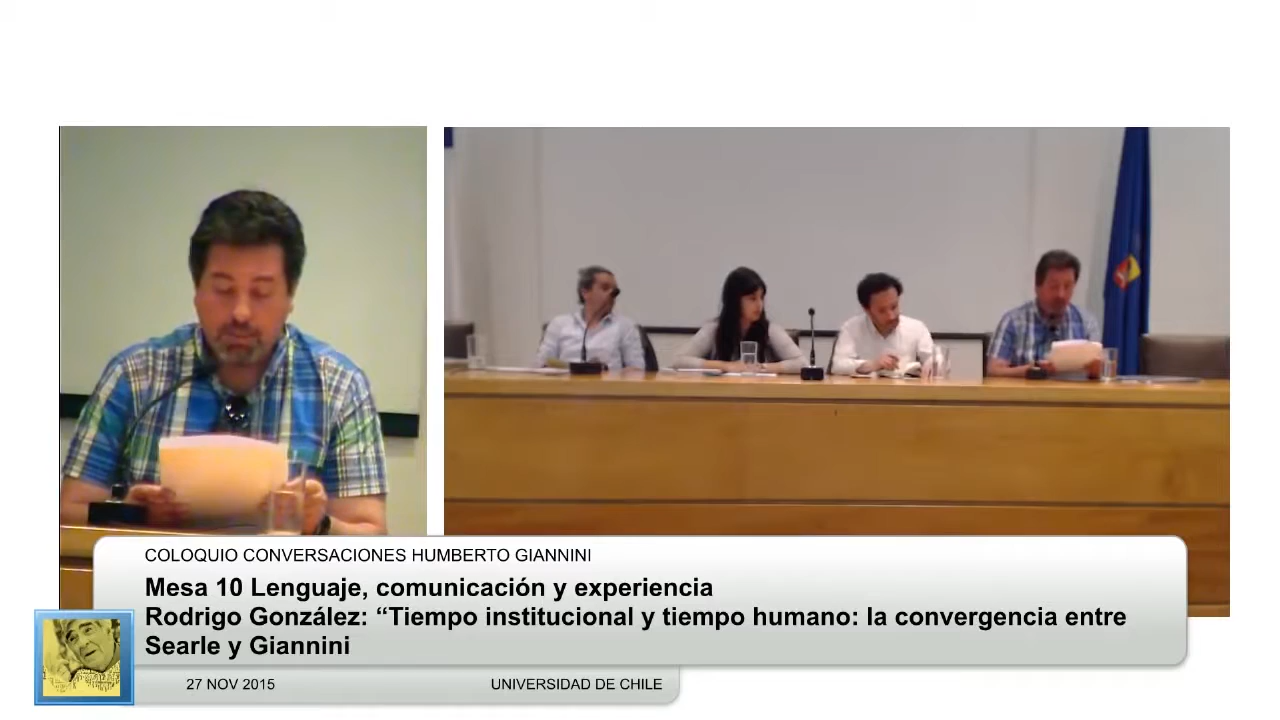 COLOQUIO CONVERSACIONES HUMBERTO GIANNINI
Mesa 10 Lenguaje, comunicación y experiencia
Rodrigo González: “Tiempo institucional y tiempo humano: la convergencia entre
Searle y Giannini
27 NOV 2015 UNIVERSIDAD DE CHILE